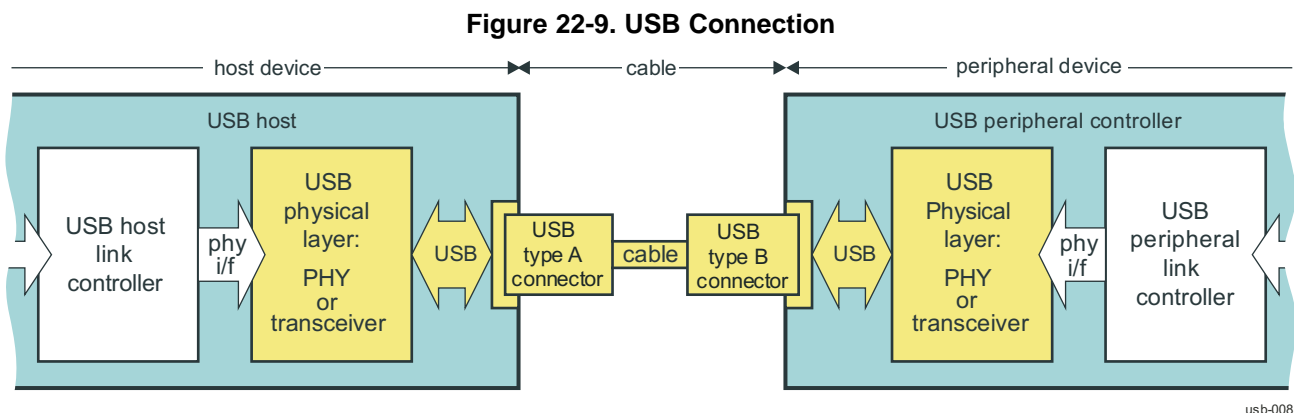 Figure 22-9. USB Connection
host device
cable
peripheral device
USB host
USB peripheral controller
USB host
link
controller
phy
i/f
USB
physical
layer:
PHY
or
transceiver
USB
USB
type A
connector
cable
USB
type B
connector
USB
USB
Physical
layer:
PHY
or
transceiver
phy
i/f
USB
peripheral
link
controller
usb-008